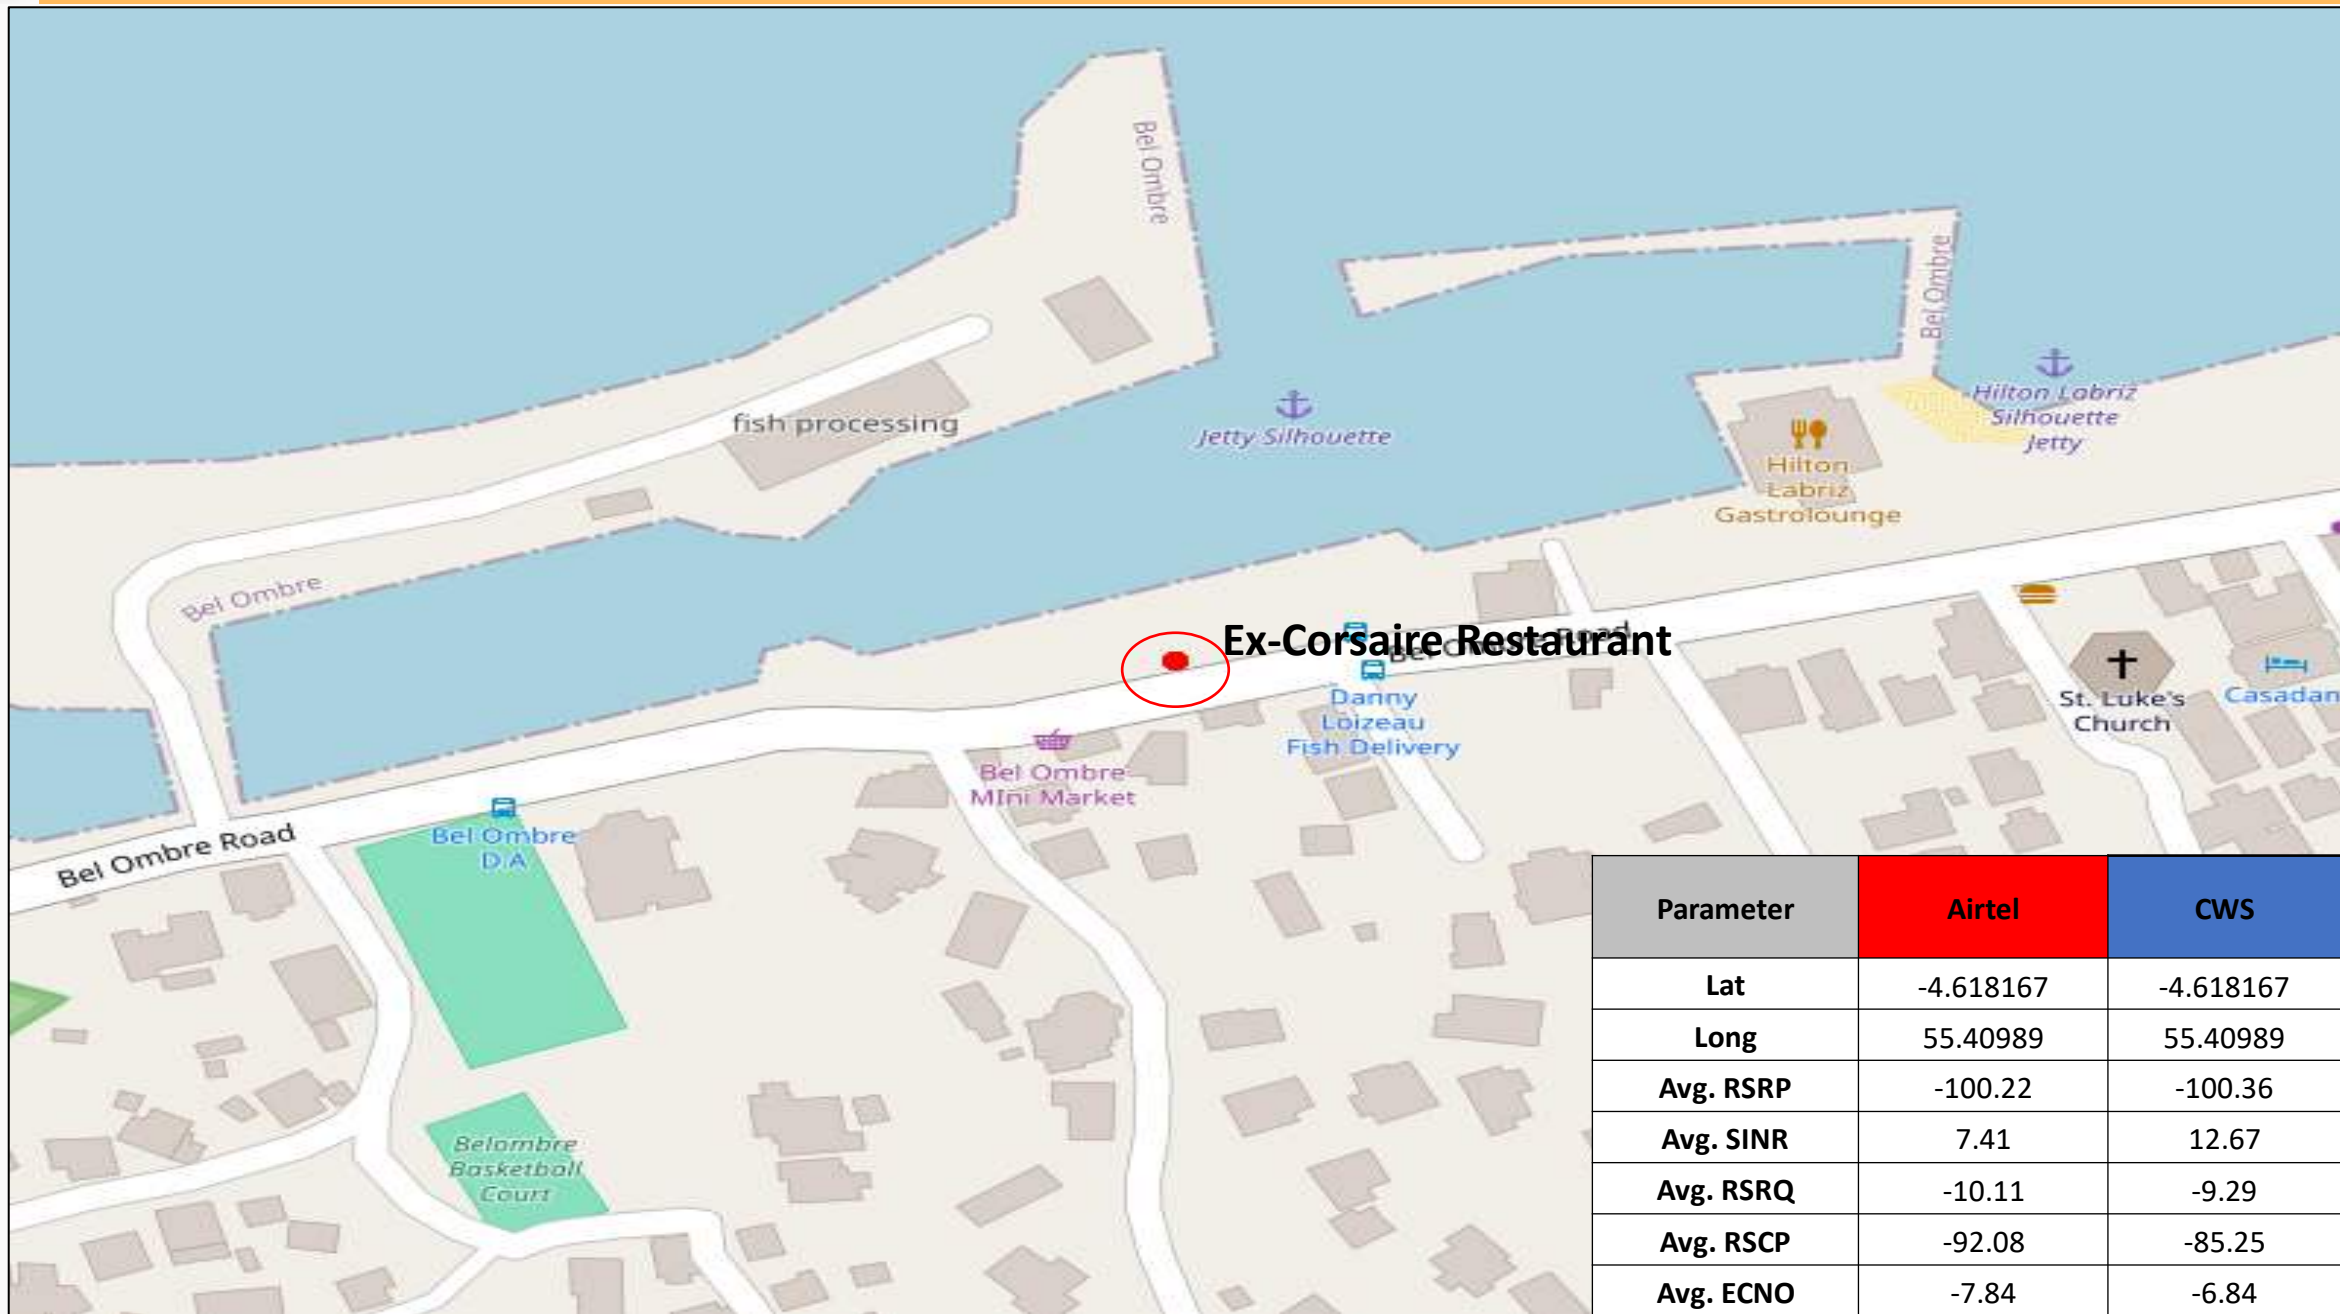 Bel Ombre
Bel Ombre
fish processing
Jetty Silhouette
Hilton Labriz
Silhouette
Jetty
Hilton
Labriz
Gastrolounge
Bel Ombre
Ex-Corsaire Restaurant
Bel Ombre Road
Danny
Loizeau
Fish Delivery
St. Luke's
Church
Casadan
Bel Ombre
MIni Market
Bel Ombre
D.A
Bel Ombre Road
Belombre
Basketball
Court
Parameter Airtel CWS
Lat -4.618167 -4.618167
Long 55.40989 55.40989
Avg. RSRP -100.22 -100.36
Avg. SINR 7.41 12.67
Avg. RSRQ -10.11 -9.29
Avg. RSCP -92.08 -85.25
Avg. ECNO -7.84 -6.84